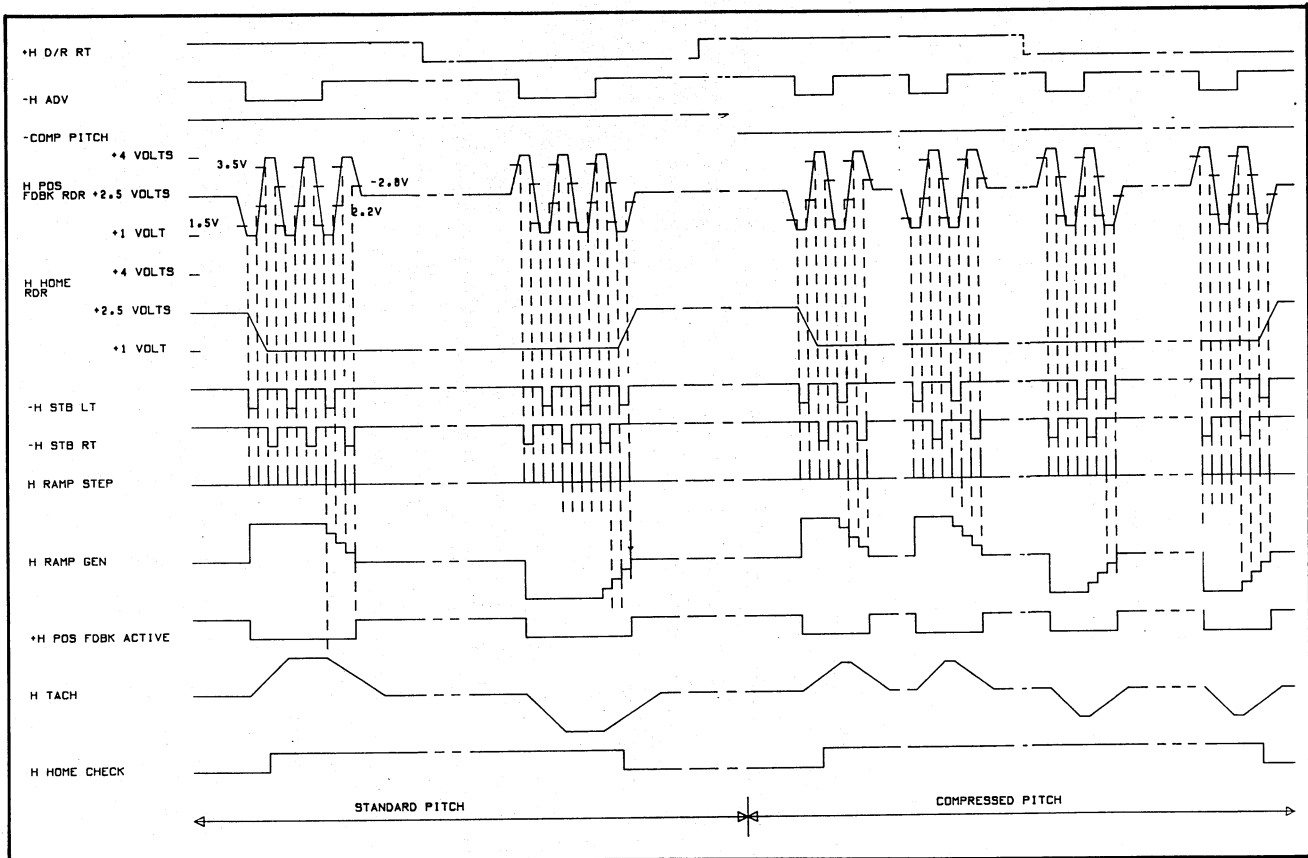 +H D/R RT
-H ADV
-COMP PITCH
+4 VOLTS
3.5V
-2.8V
H POS
FDBK RDR +2.5 VOLTS
2.2V
1.5V
+1 VOLT
+4 VOLTS
H HOME
RDR
+2.5 VOLTS
+1 VOLT
-H STB LT
-H STB RT
H RAMP STEP
H RAMP GEN
+H POS FDBK ACTIVE
H TACH
H HOME CHECK
STANDARD PITCH
COMPRESSED PITCH